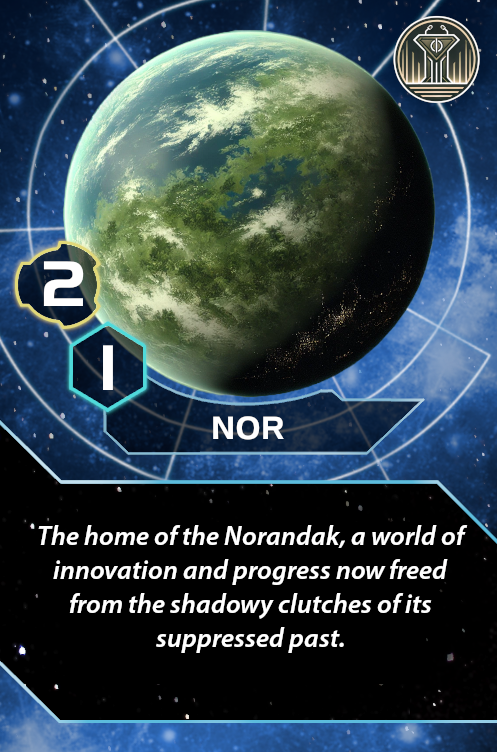 2
1
NOR
The home of the Norandak, a world of
innovation and progress now freed
from the shadowy clutches of its
suppressed past.